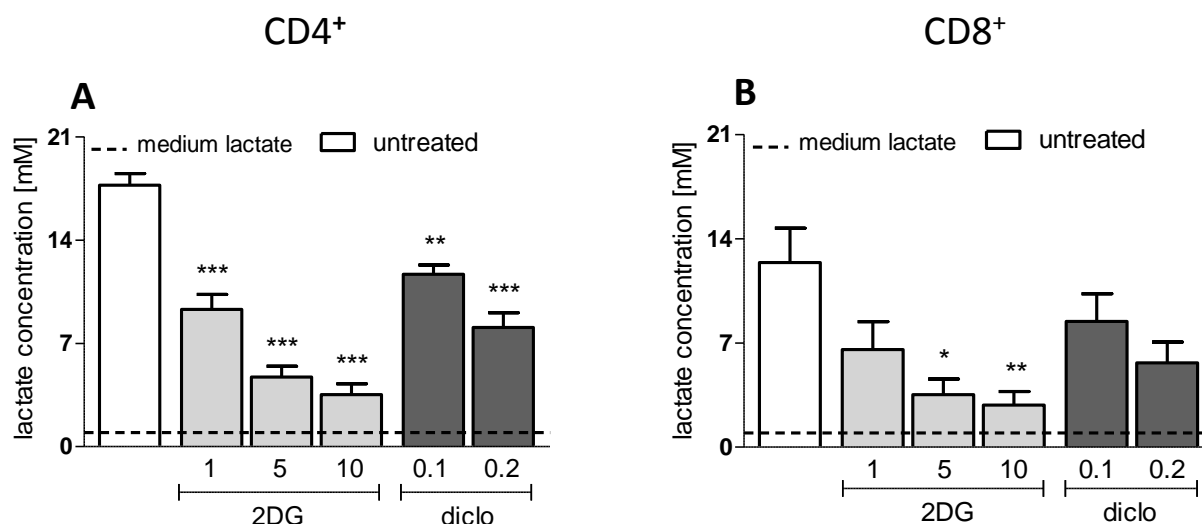 CD4⁺
CD8⁺
A
B
lactate concentration [mM]
21
14
7
0
medium lactate
untreated
***
***
***
**
***
1
5
10
0.1
0.2
2DG
diclo
lactate concentration [mM]
21
14
7
0
medium lactate
untreated
*
**
1
5
10
0.1
0.2
2DG
diclo